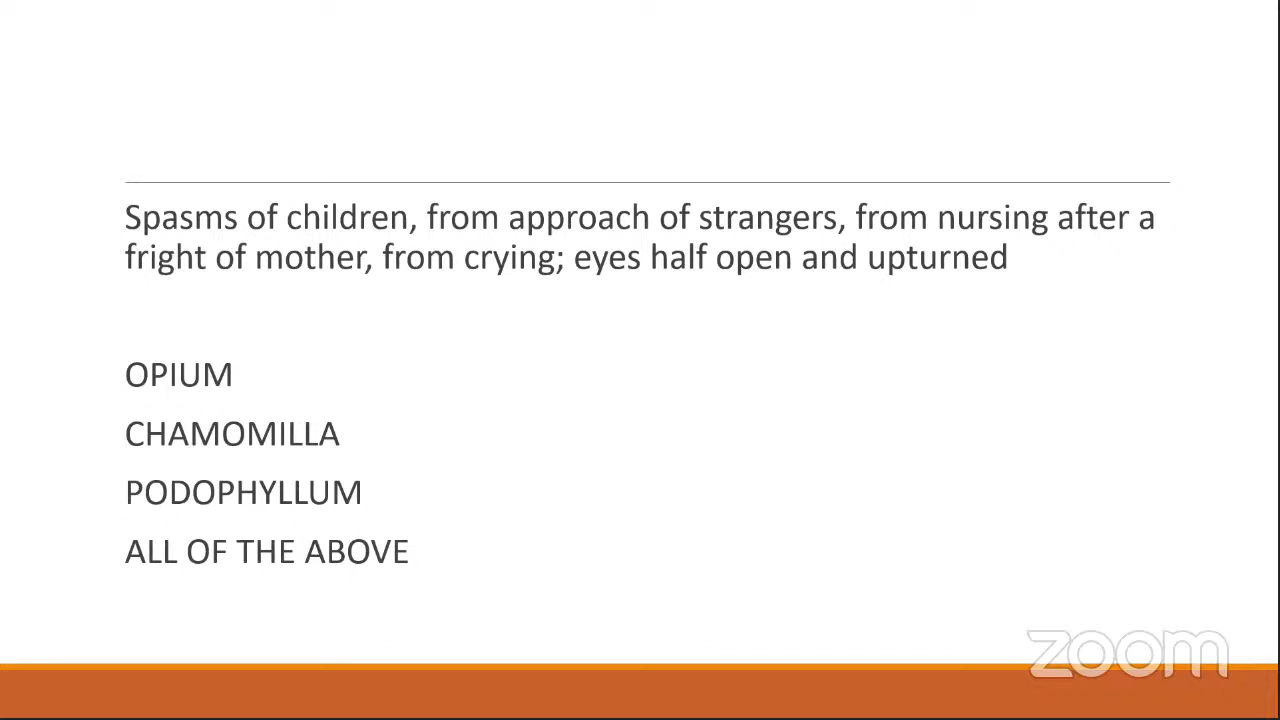 Spasms of children, from approach of strangers, from nursing after a
fright of mother, from crying; eyes half open and upturned
OPIUM
CHAMOMILLA
PODOPHYLLUM
ALL OF THE ABOVE
zoom